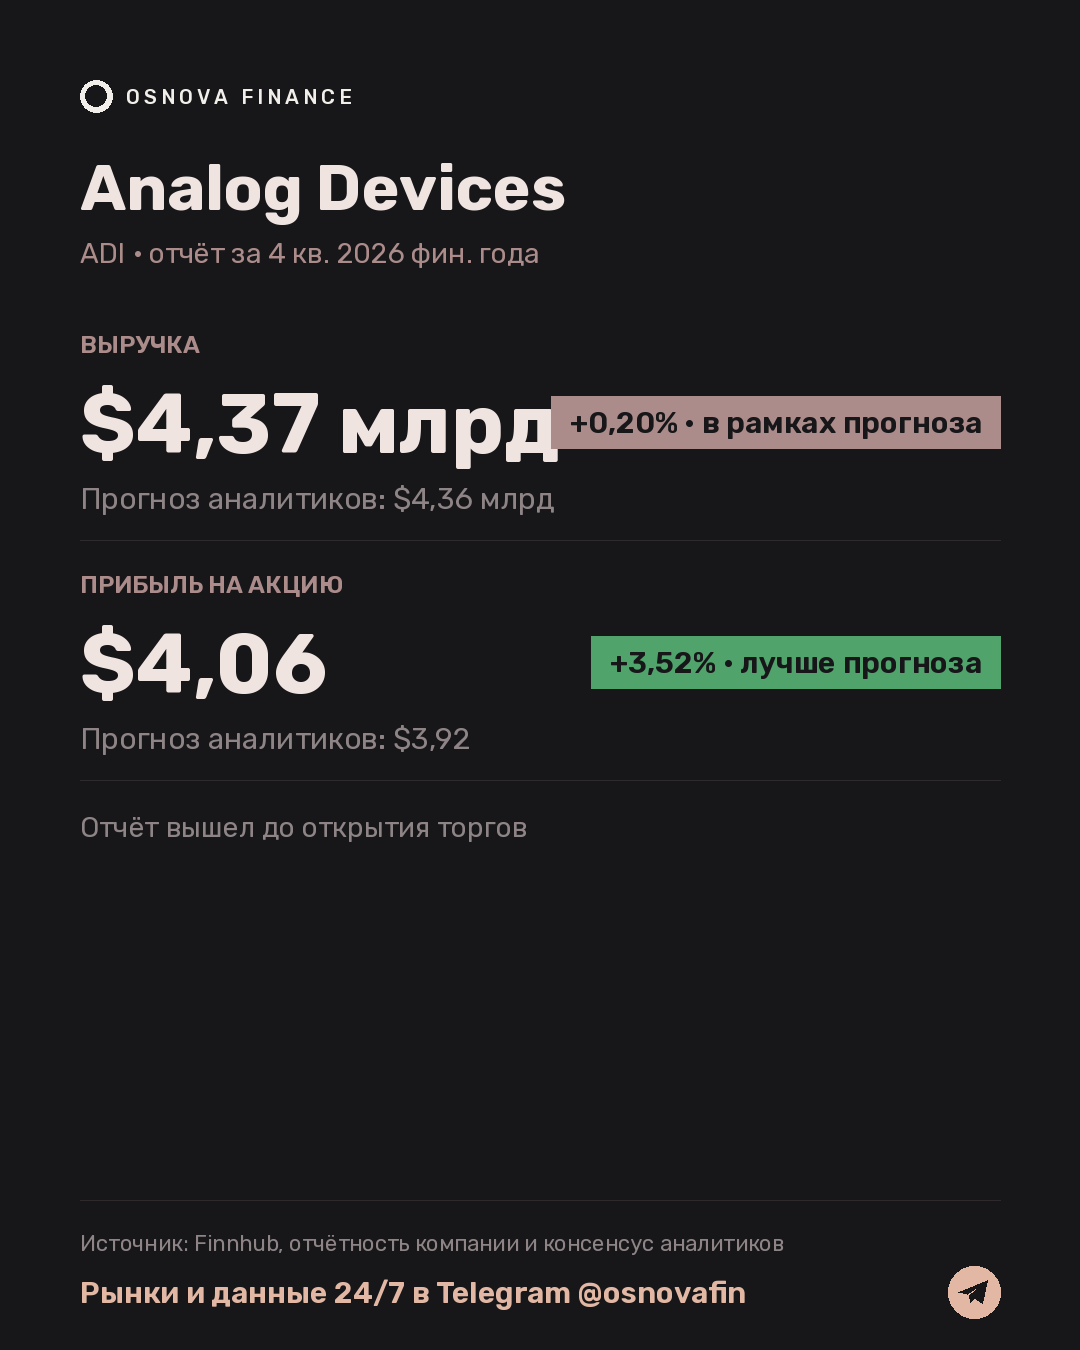 OSNOVA FINANCE
Analog Devices
ADI • отчёт за 4 кв. 2026 фин. года
ВЫРУЧКА
$4,37 млрд
+0,20% • в рамках прогноза
Прогноз аналитиков: $4,36 млрд
ПРИБЫЛЬ НА АКЦИЮ
$4,06
+3,52% • лучше прогноза
Прогноз аналитиков: $3,92
Отчёт вышел до открытия торгов
Источник: Finnhub, отчётность компании и консенсус аналитиков
Рынки и данные 24/7 в Telegram @osnovafin